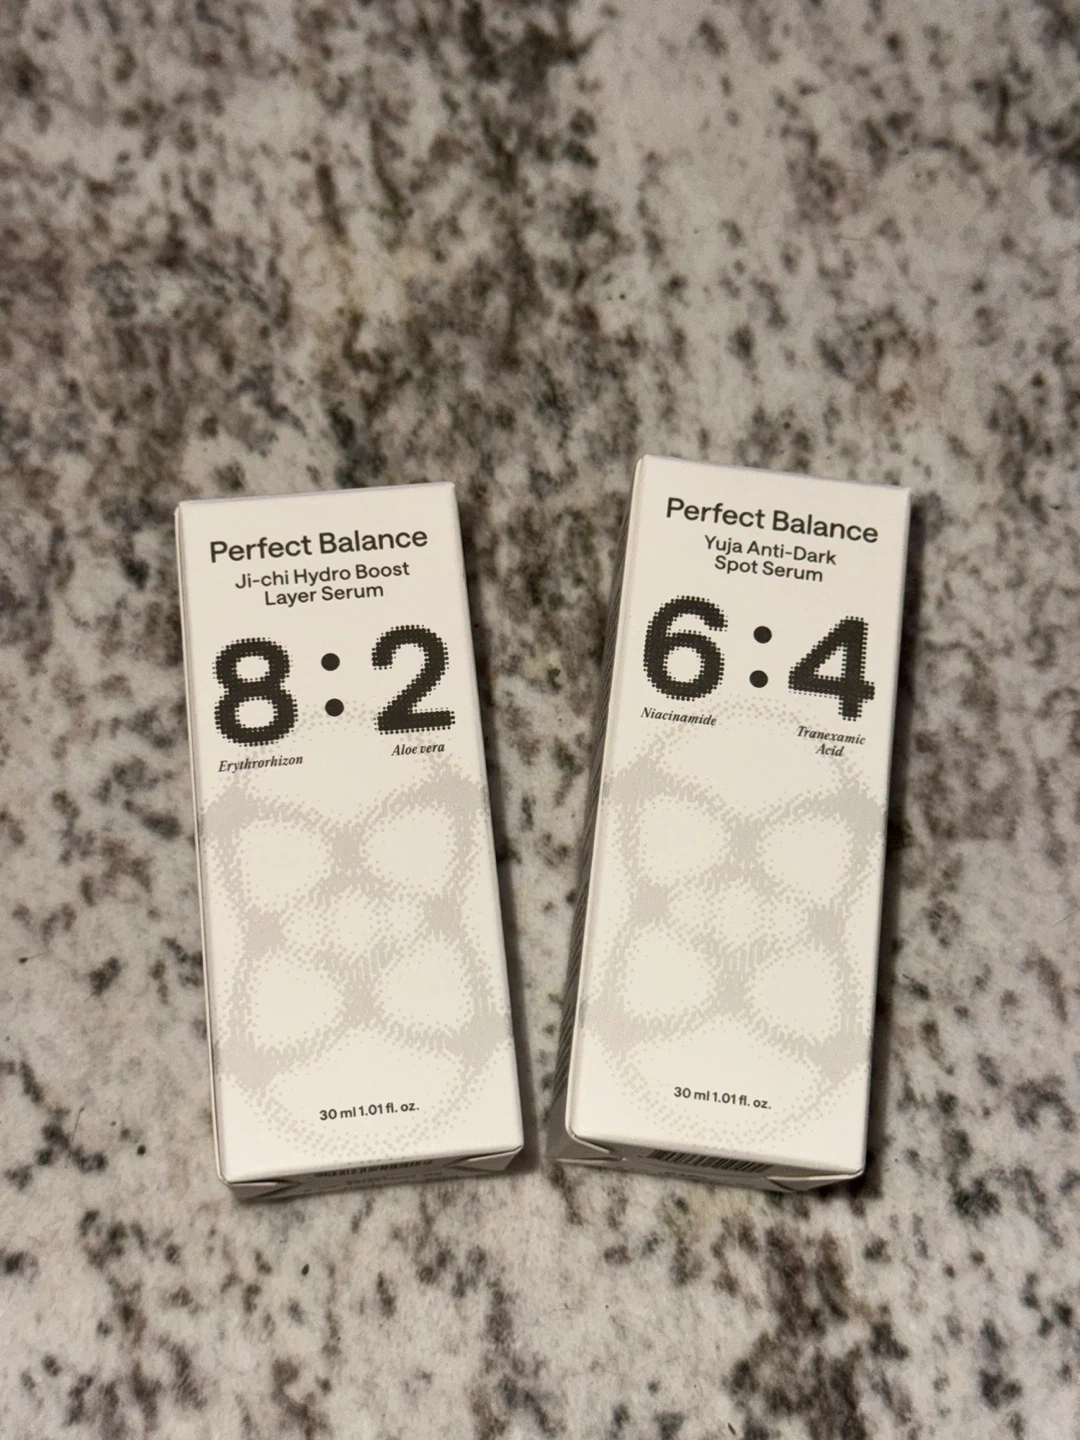 Perfect Balance
Ji-chi Hydro Boost
Layer Serum
8:2
Erythrorhizon
Aloe vera
30 ml 1.01 fl. oz.
Perfect Balance
Yuja Anti-Dark
Spot Serum
6:4
Niacinamide
Tranexamic
Acid
30 ml 1.01 fl. oz.